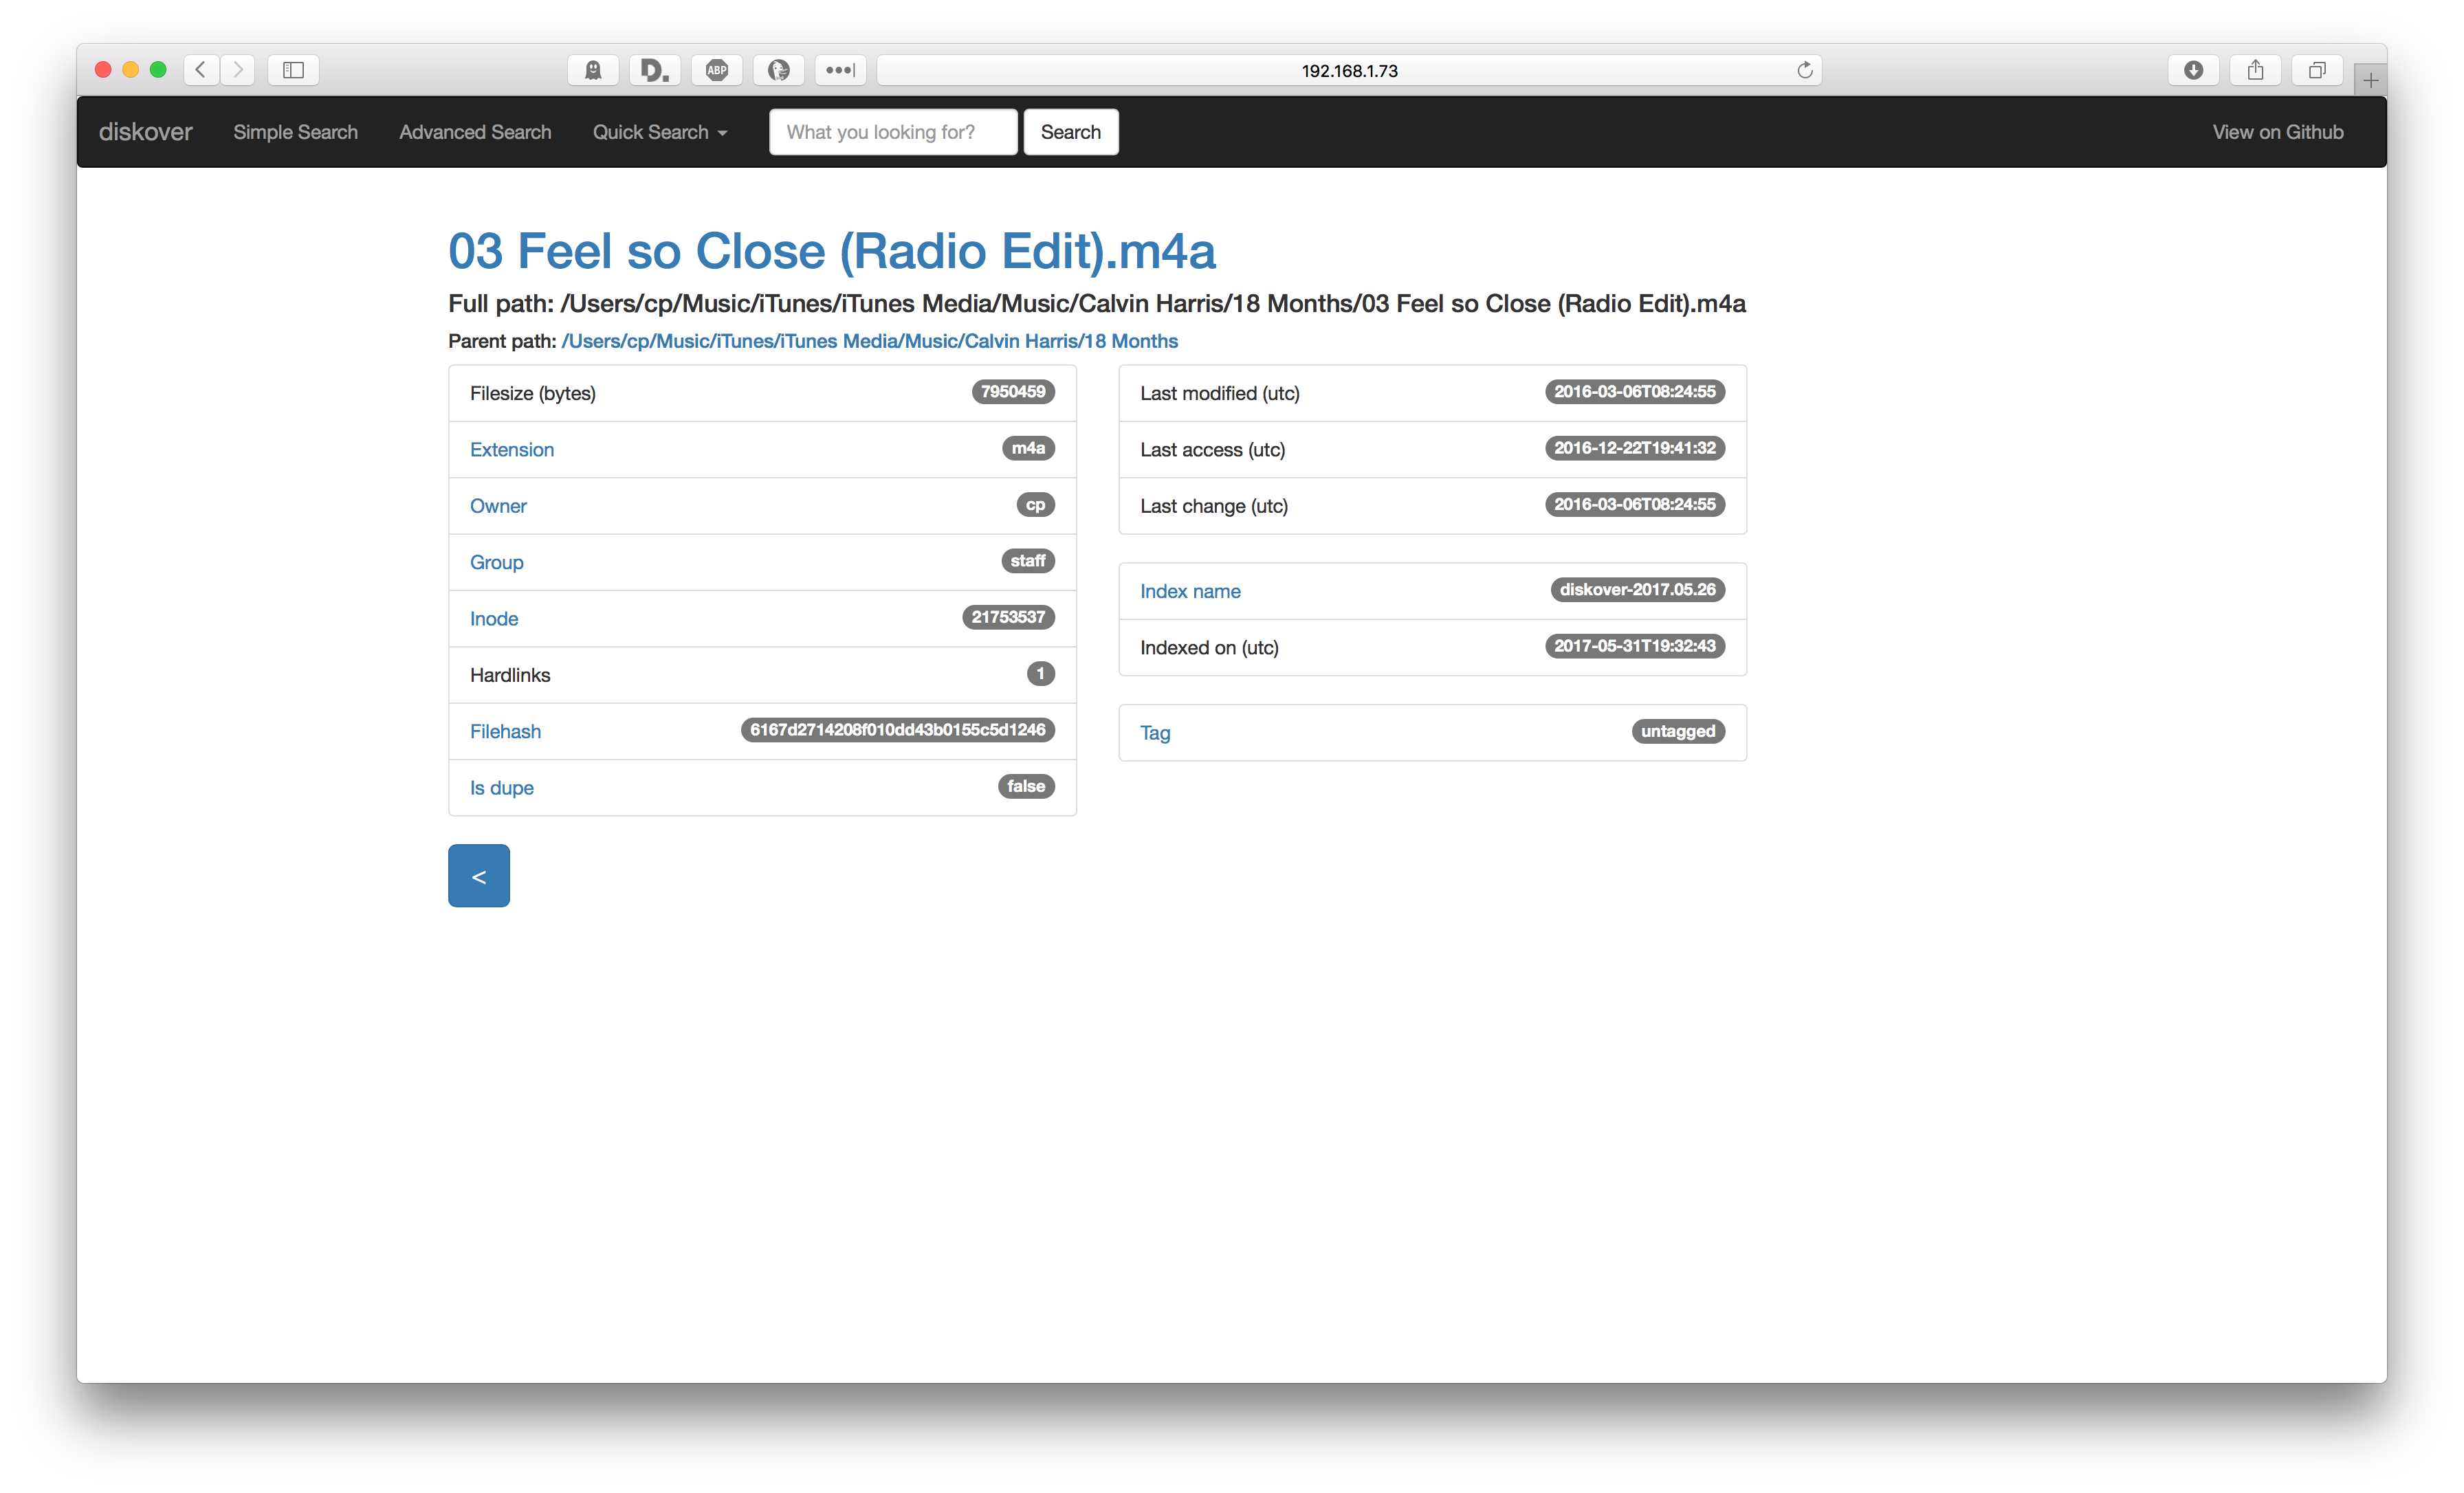 D. ABP 192.168.1.73
diskover Simple Search Advanced Search Quick Search What you looking for? Search View on Github
03 Feel so Close (Radio Edit).m4a
Full path: /Users/cp/Music/iTunes/iTunes Media/Music/Calvin Harris/18 Months/03 Feel so Close (Radio Edit).m4a
Parent path: /Users/cp/Music/iTunes/iTunes Media/Music/Calvin Harris/18 Months
Filesize (bytes) 7950459
Extension m4a
Owner cp
Group staff
Inode 21753537
Hardlinks 1
Filehash 6167d2714208f010dd43b0155c5d1246
Is dupe false
Last modified (utc) 2016-03-06T08:24:55
Last access (utc) 2016-12-22T19:41:32
Last change (utc) 2016-03-06T08:24:55
Index name diskover-2017.05.26
Indexed on (utc) 2017-05-31T19:32:43
Tag untagged
<